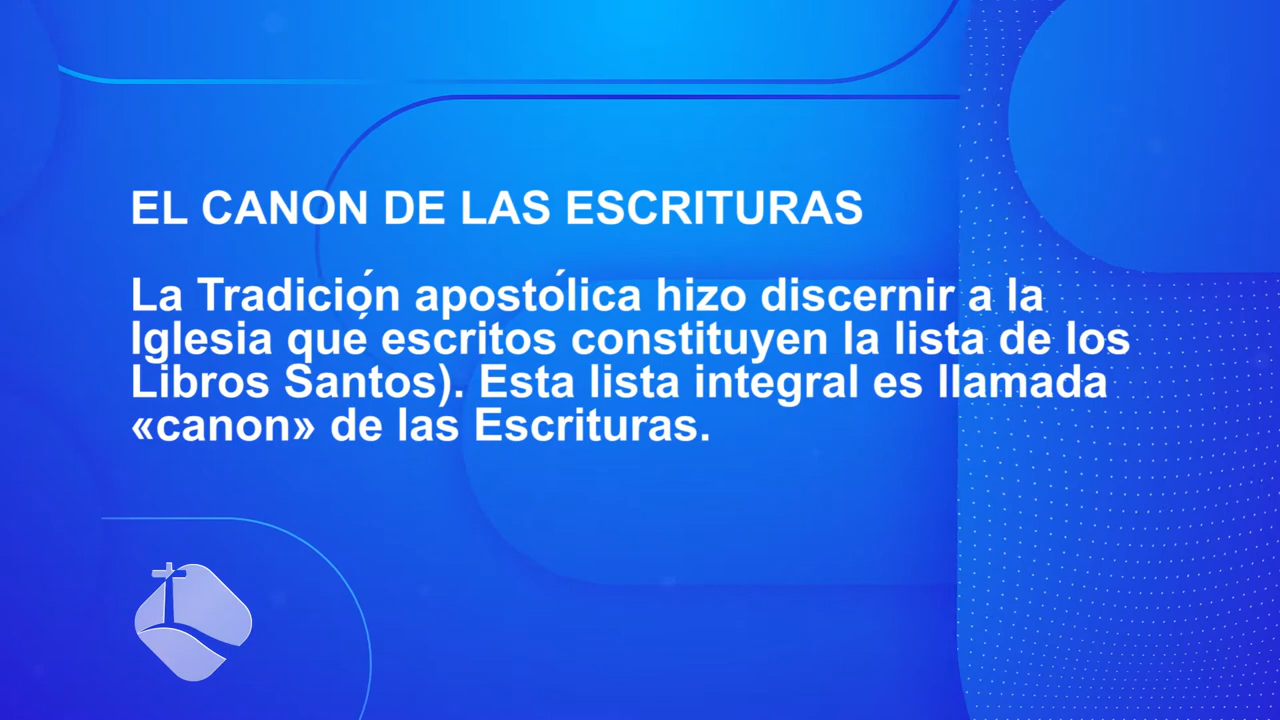 EL CANON DE LAS ESCRITURAS
La Tradición apostólica hizo discernir a la
Iglesia qué escritos constituyen la lista de los
Libros Santos). Esta lista integral es llamada
«canon» de las Escrituras.